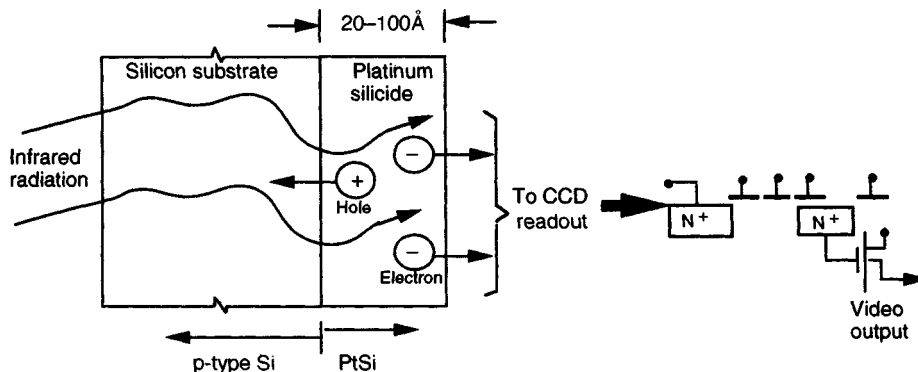 20–100Å
Silicon substrate
Platinum
silicide
Infrared
radiation
−
+
Hole
−
Electron
To CCD
readout
N+
N+
Video
output
p-type Si
PtSi